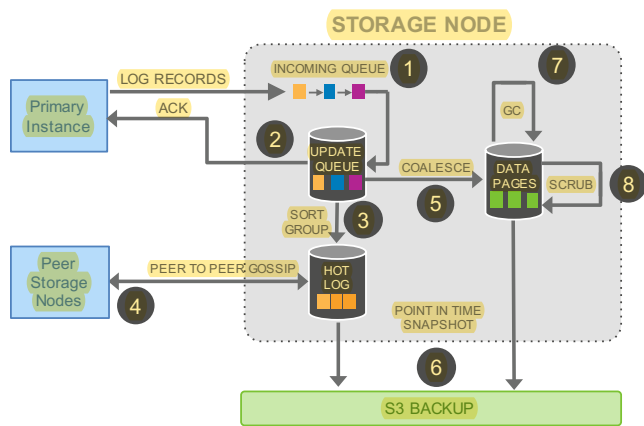 STORAGE NODE
LOG RECORDS
INCOMING QUEUE
1
7
Primary
Instance
ACK
GC
2
UPDATE
QUEUE
COALESCE
DATA
PAGES
SCRUB
8
5
SORT
GROUP
3
Peer
Storage
Nodes
PEER TO PEER GOSSIP
HOT
LOG
4
POINT IN TIME
SNAPSHOT
6
S3 BACKUP